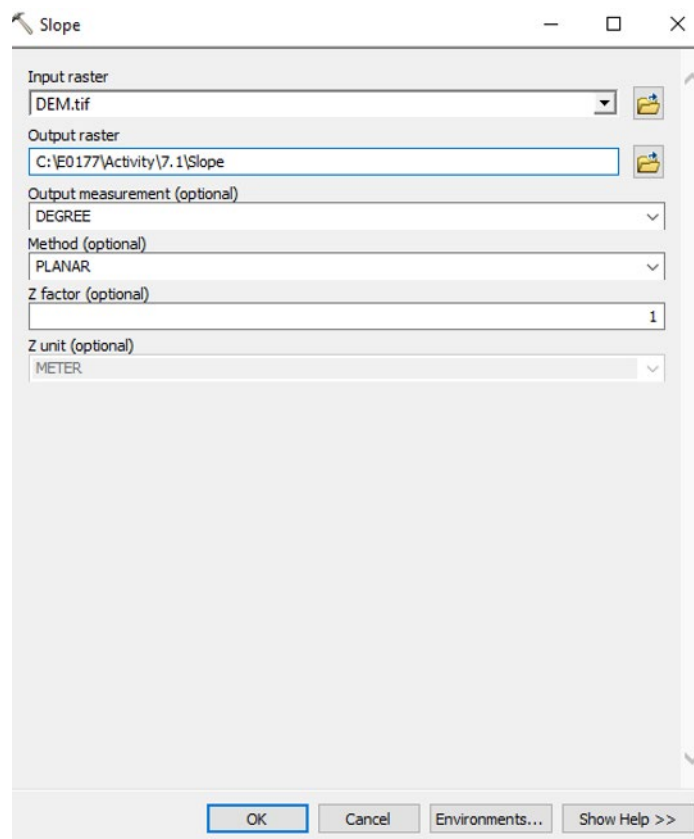 Slope
Input raster
DEM.tif
Output raster
C:\E0177\Activity\7.1\Slope
Output measurement (optional)
DEGREE
Method (optional)
PLANAR
Z factor (optional)
1
Z unit (optional)
METER
OK Cancel Environments... Show Help >>